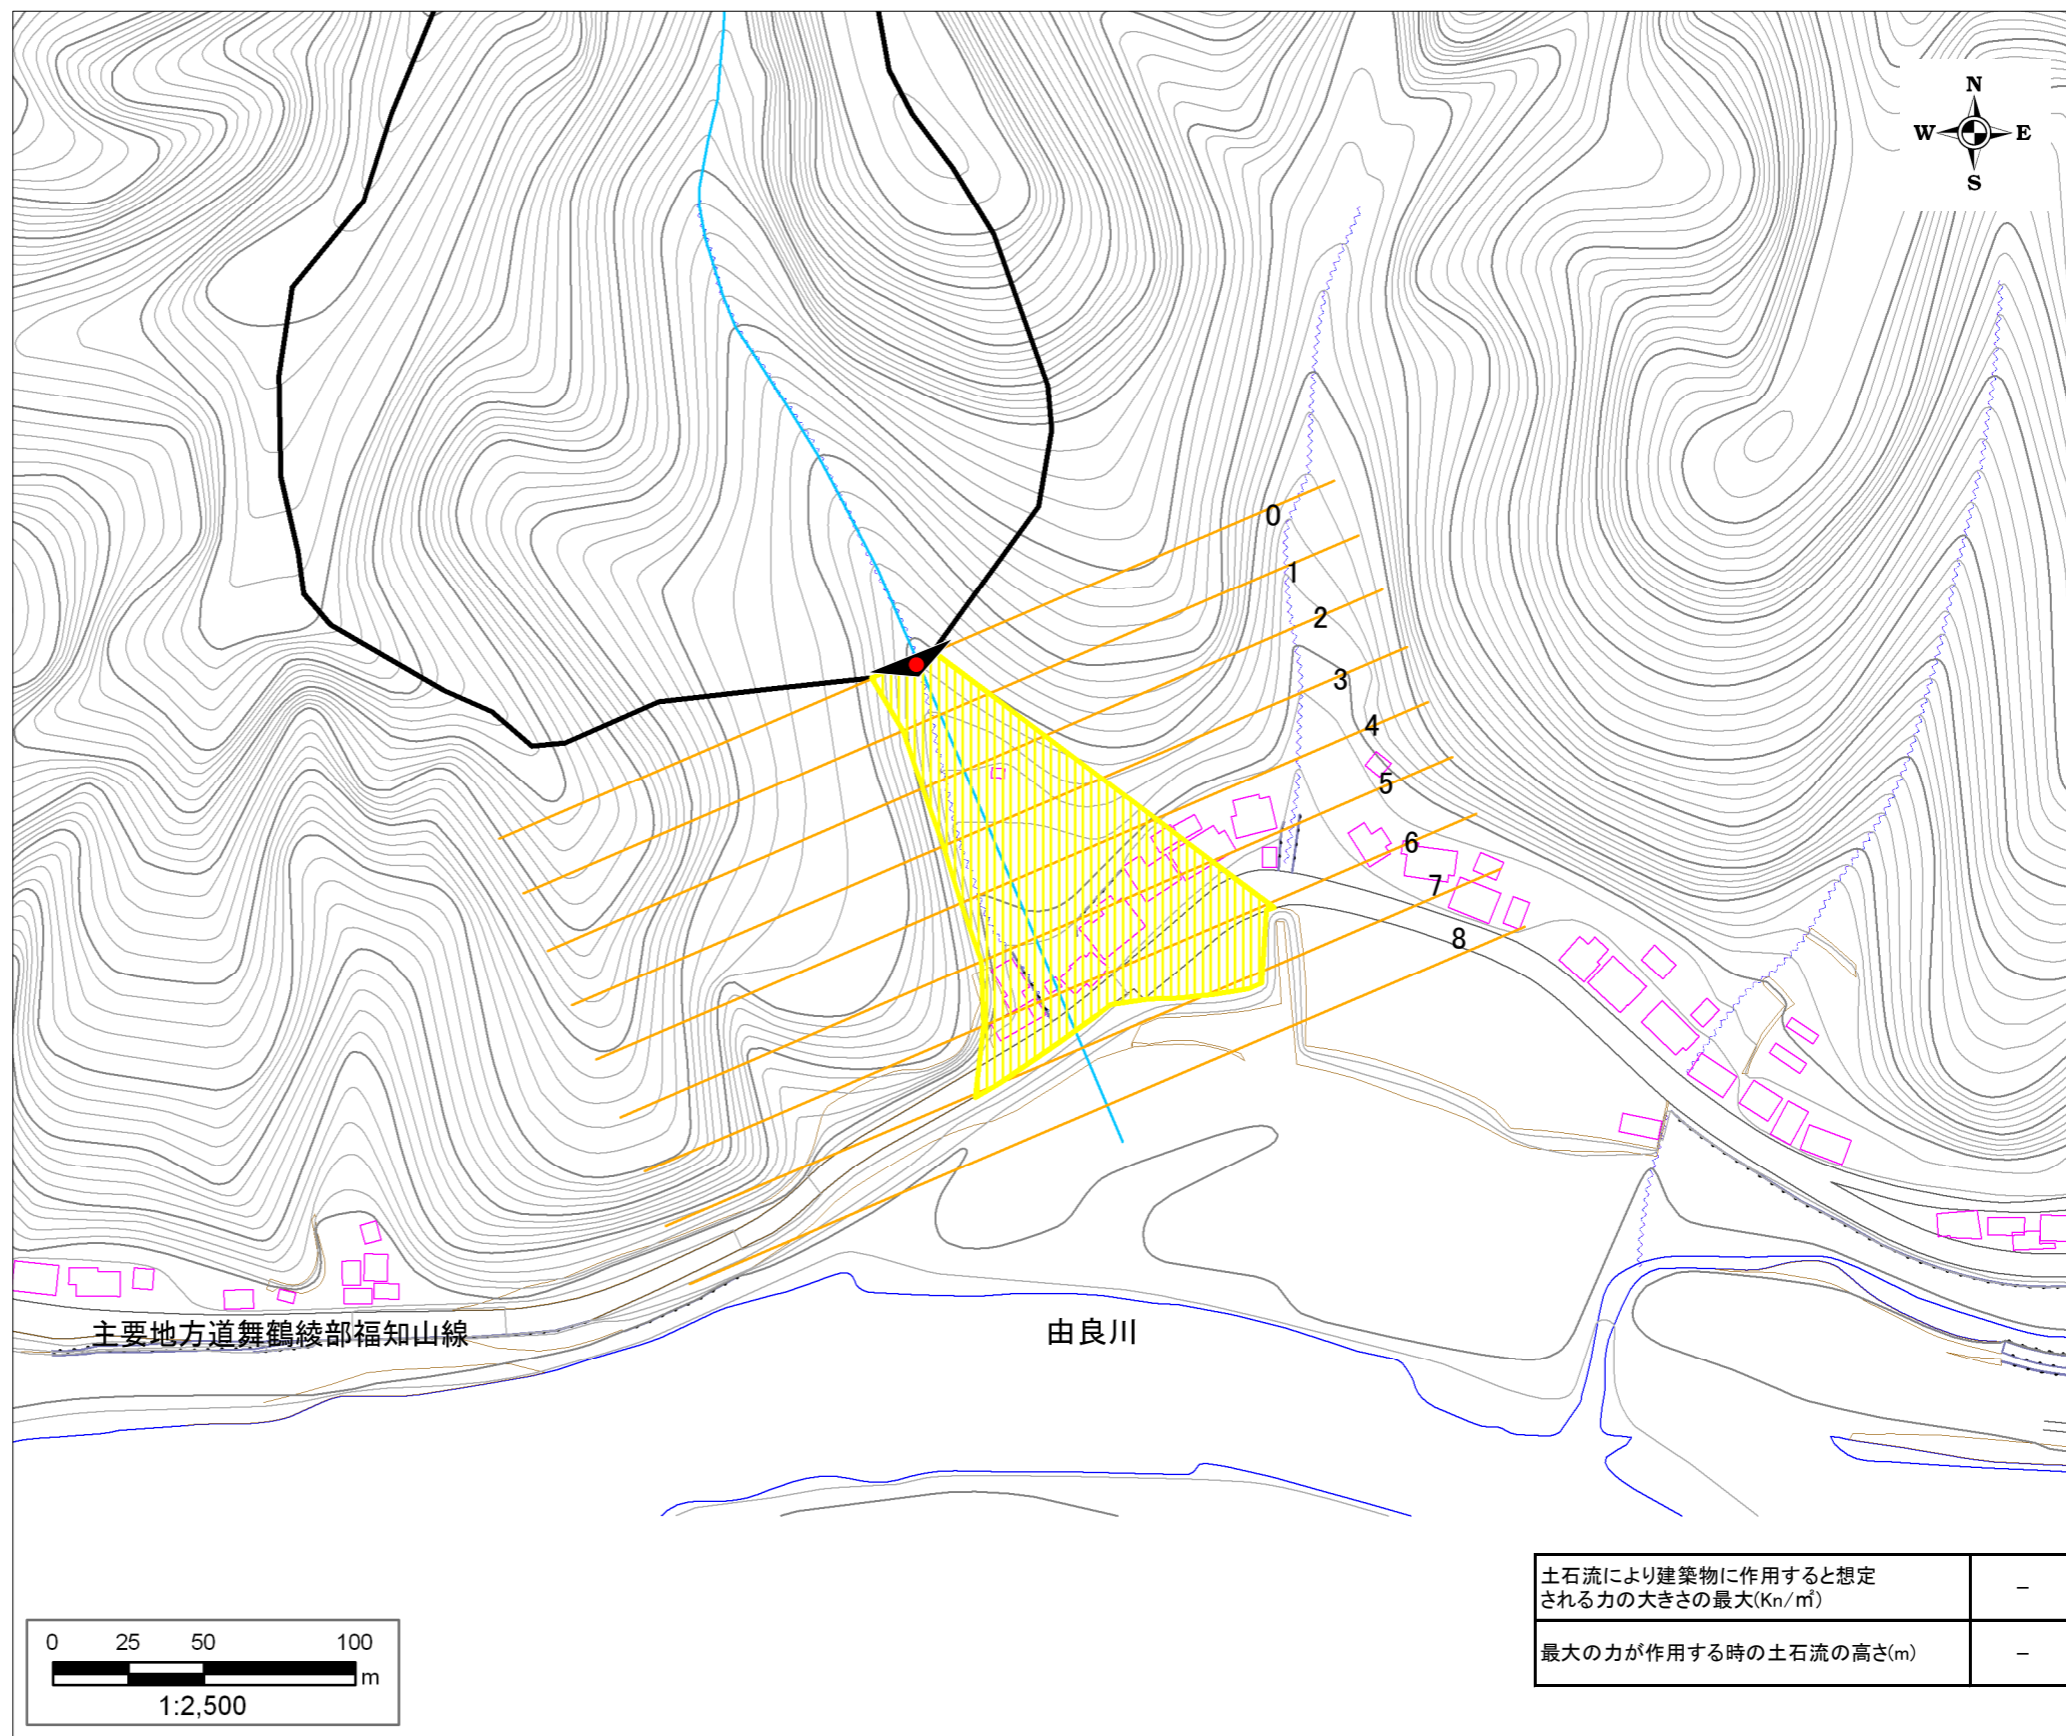 N
W E
S
0
1
2
3
4
5
6
7
8
主要地方道舞鶴綾部福知山線
由良川
土石流により建築物に作用すると想定
される力の大きさの最大(Kn/㎡)
－
最大の力が作用する時の土石流の高さ(m)
－
0 25 50 100
m
1:2,500